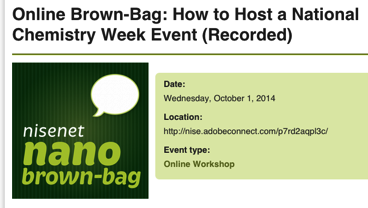 Online Brown-Bag: How to Host a National
Chemistry Week Event (Recorded)
nisenet
nano
brown-bag
Date:
Wednesday, October 1, 2014
Location:
http://nise.adobeconnect.com/p7rd2aqpl3c/
Event type:
Online Workshop